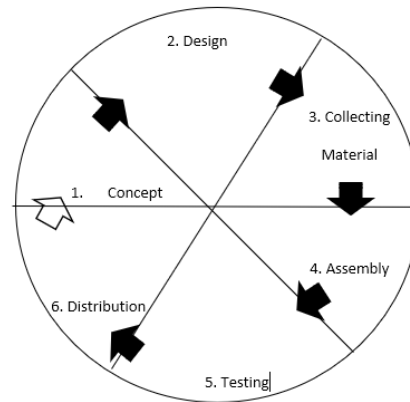 2. Design
3. Collecting
Material
1. Concept
4. Assembly
6. Distribution
5. Testing